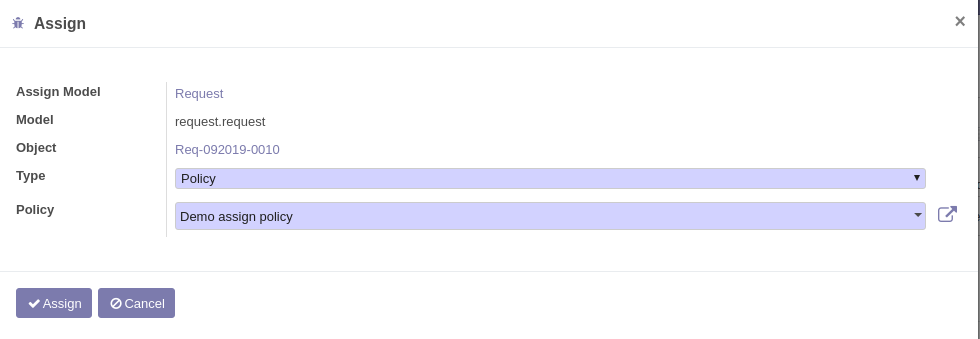 Assign
Assign Model Request
Model request.request
Object Req-092019-0010
Type Policy
Policy Demo assign policy
Assign Cancel